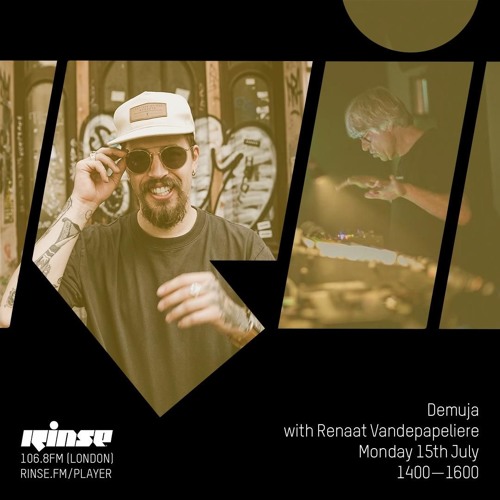 Demuja
with Renaat Vandepapeliere
Monday 15th July
1400—1600
rinse
106.8FM (LONDON)
RINSE.FM/PLAYER